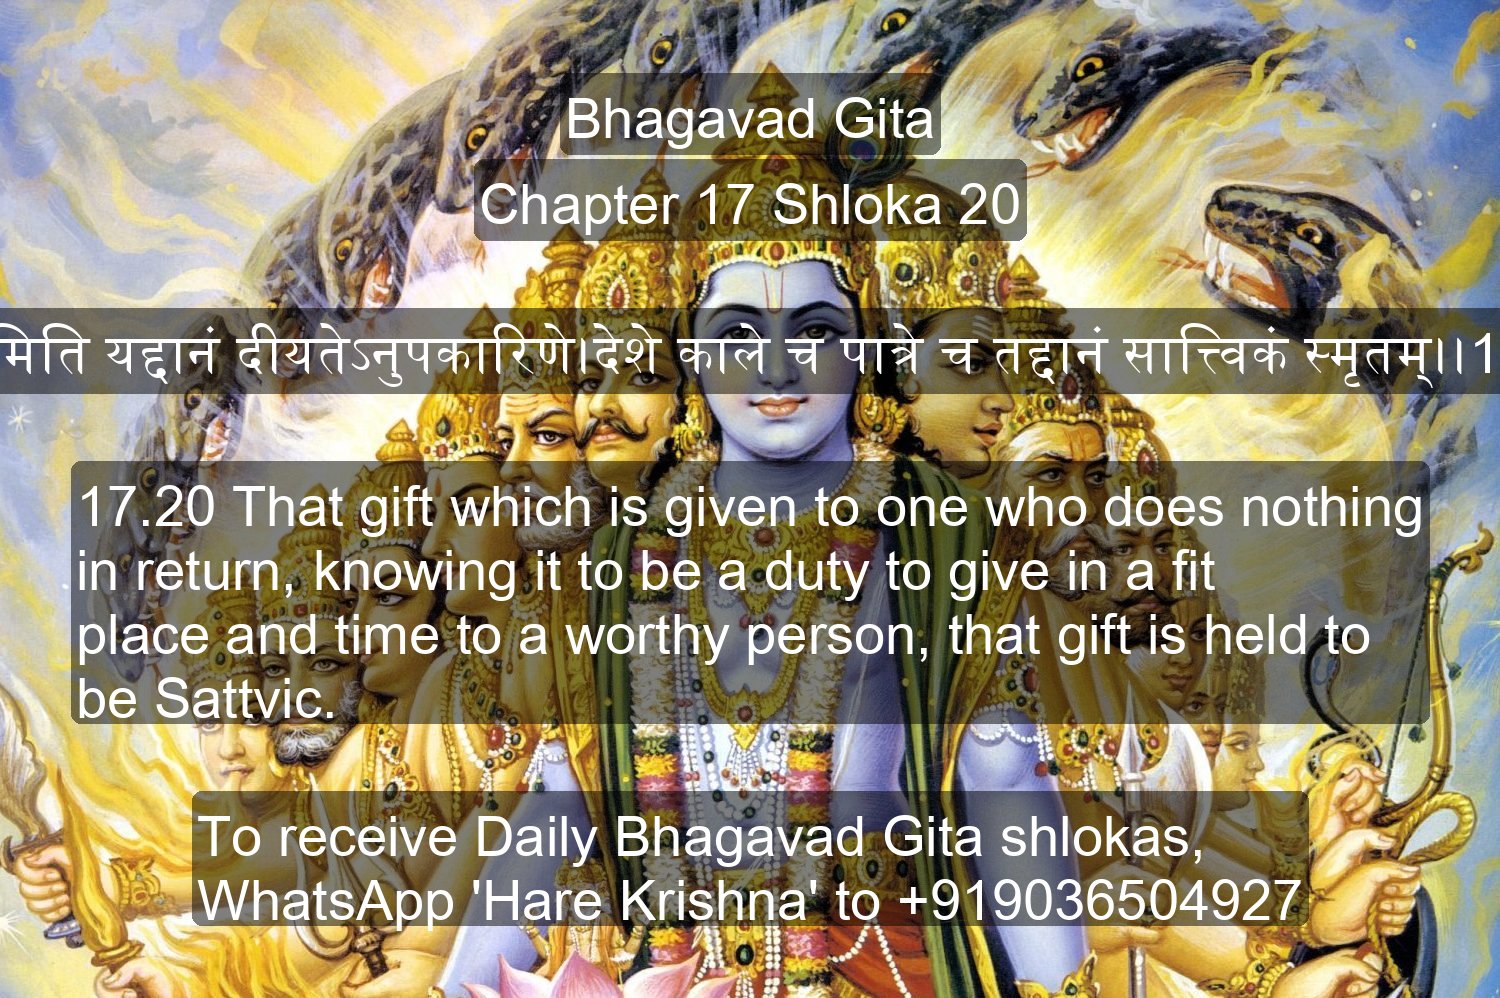 Bhagavad Gita
Chapter 17 Shloka 20
मिति यद्दानं दीयतेऽनुपकारिणे।देशे काले च पात्रे च तद्दानं सात्त्विकं स्मृतम्।।1
17.20 That gift which is given to one who does nothing
in return, knowing it to be a duty to give in a fit
place and time to a worthy person, that gift is held to
be Sattvic.
To receive Daily Bhagavad Gita shlokas,
WhatsApp 'Hare Krishna' to +919036504927